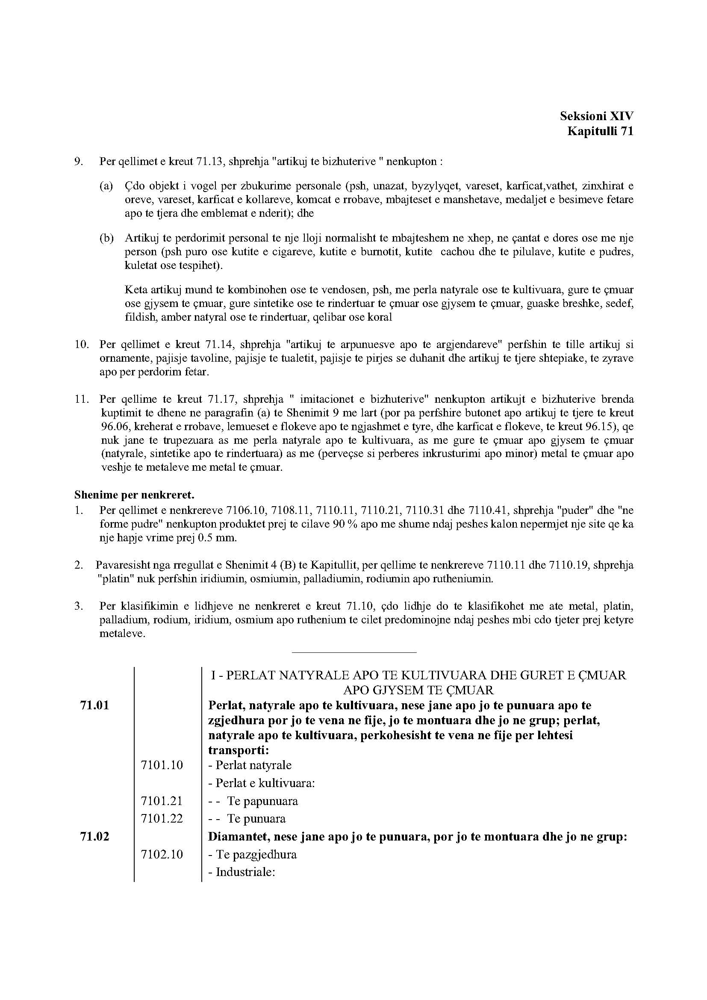 Seksioni XIV
Kapitulli 71
9. Per qellimet e kreut 71.13, shprehja "artikuj te bizhuterive " nenkupton :
(a) Çdo objekt i vogel per zbukurime personale (psh, unazat, byzylyqet, vareset, karficat,vathet, zinxhirat e
oreve, vareset, karficat e kollareve, komcat e rrobave, mbajteset e manshetave, medaljet e besimeve fetare
apo te tjera dhe emblemat e nderit); dhe
(b) Artikuj te perdorimit personal te nje lloji normalisht te mbajteshem ne xhep, ne çantat e dores ose me nje
person (psh puro ose kutite e cigareve, kutite e burnotit, kutite cachou dhe te pilulave, kutite e pudres,
kuletat ose tespihet).
Keta artikuj mund te kombinohen ose te vendosen, psh, me perla natyrale ose te kultivuara, gure te çmuar
ose gjysem te çmuar, gure sintetike ose te rindertuar te çmuar ose gjysem te çmuar, guaske breshke, sedef,
fildish, amber natyral ose te rindertuar, qelibar ose koral
10. Per qellimet e kreut 71.14, shprehja "artikuj te arpunuesve apo te argjendareve" perfshin te tille artikuj si
ornamente, pajisje tavoline, pajisje te tualetit, pajisje te pirjes se duhanit dhe artikuj te tjere shtepiake, te zyrave
apo per perdorim fetar.
11. Per qellime te kreut 71.17, shprehja " imitacionet e bizhuterive" nenkupton artikujt e bizhuterive brenda
kuptimit te dhene ne paragrafin (a) te Shenimit 9 me lart (por pa perfshire butonet apo artikuj te tjere te kreut
96.06, kreherat e rrobave, lemueset e flokeve apo te ngjashmet e tyre, dhe karficat e flokeve, te kreut 96.15), qe
nuk jane te trupezuara as me perla natyrale apo te kultivuara, as me gure te çmuar apo gjysem te çmuar
(natyrale, sintetike apo te rindertuara) as me (perveçse si perberes inkrusturimi apo minor) metal te çmuar apo
veshje te metaleve me metal te çmuar.
Shenime per nenkreret.
1. Per qellimet e nenkrereve 7106.10, 7108.11, 7110.11, 7110.21, 7110.31 dhe 7110.41, shprehja "puder" dhe "ne
forme pudre" nenkupton produktet prej te cilave 90 % apo me shume ndaj peshes kalon nepermjet nje site qe ka
nje hapje vrime prej 0.5 mm.
2. Pavaresisht nga rregullat e Shenimit 4 (B) te Kapitullit, per qellime te nenkrereve 7110.11 dhe 7110.19, shprehja
"platin" nuk perfshin iridiumin, osmiumin, palladiumin, rodiumin apo rutheniumin.
3. Per klasifikimin e lidhjeve ne nenkreret e kreut 71.10, çdo lidhje do te klasifikohet me ate metal, platin,
palladium, rodium, iridium, osmium apo ruthenium te cilet predominojne ndaj peshes mbi cdo tjeter prej ketyre
metaleve.
I - PERLAT NATYRALE APO TE KULTIVUARA DHE GURET E ÇMUAR
APO GJYSEM TE ÇMUAR
71.01 Perlat, natyrale apo te kultivuara, nese jane apo jo te punuara apo te
zgjedhura por jo te vena ne fije, jo te montuara dhe jo ne grup; perlat,
natyrale apo te kultivuara, perkohesisht te vena ne fije per lehtesi
transporti:
7101.10 - Perlat natyrale
- Perlat e kultivuara:
7101.21 - - Te papunuara
7101.22 - - Te punuara
71.02 Diamantet, nese jane apo jo te punuara, por jo te montuara dhe jo ne grup:
7102.10 - Te pazgjedhura
- Industriale: